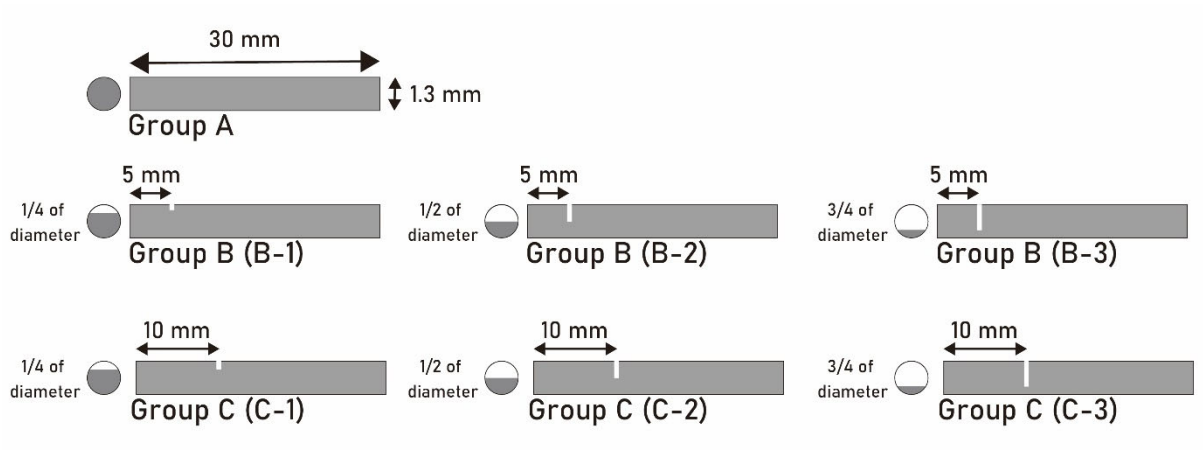 30 mm
1.3 mm
Group A
5 mm
1/4 of
diameter
Group B (B-1)
5 mm
1/2 of
diameter
Group B (B-2)
5 mm
3/4 of
diameter
Group B (B-3)
10 mm
1/4 of
diameter
Group C (C-1)
10 mm
1/2 of
diameter
Group C (C-2)
10 mm
3/4 of
diameter
Group C (C-3)